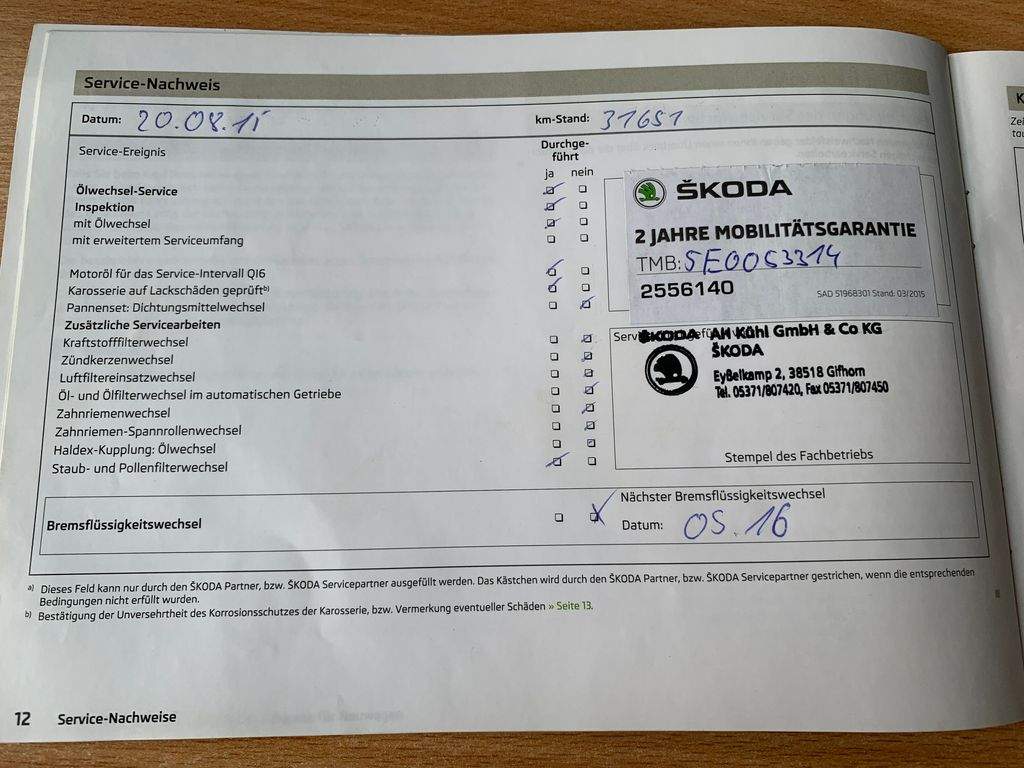 Service-Nachweis
Datum: 20.08.15
km-Stand: 31651
Service-Ereignis
Durchge-
führt
ja nein
Ölwechsel-Service
Inspektion
mit Ölwechsel
mit erweitertem Serviceumfang
Motoröl für das Service-Intervall QI6
Karosserie auf Lackschäden geprüft b)
Pannenset: Dichtungsmittelwechsel
Zusätzliche Servicearbeiten
Kraftstofffilterwechsel
Zündkerzenwechsel
Luftfiltereinsatzwechsel
Öl- und Ölfilterwechsel im automatischen Getriebe
Zahnriemenwechsel
Zahnriemen-Spannrollenwechsel
Haldex-Kupplung: Ölwechsel
Staub- und Pollenfilterwechsel
ŠKODA
2 JAHRE MOBILITÄTSGARANTIE
TMB: 5E0053314
2556140
SAD 51968301 Stand: 03/2015
ŠKODA AH Kühl GmbH & Co KG
ŠKODA
Eyßelkamp 2, 38518 Gifhorn
Tel. 05371/807420, Fax 05371/807450
Stempel des Fachbetriebs
Bremsflüssigkeitswechsel
Nächster Bremsflüssigkeitswechsel
Datum: 05.16
a) Dieses Feld kann nur durch den ŠKODA Partner, bzw. ŠKODA Servicepartner ausgefüllt werden. Das Kästchen wird durch den ŠKODA Partner, bzw. ŠKODA Servicepartner gestrichen, wenn die entsprechenden
Bedingungen nicht erfüllt wurden.
b) Bestätigung der Unversehrtheit des Korrosionsschutzes der Karosserie, bzw. Vermerkung eventueller Schäden » Seite 13.
12 Service-Nachweise